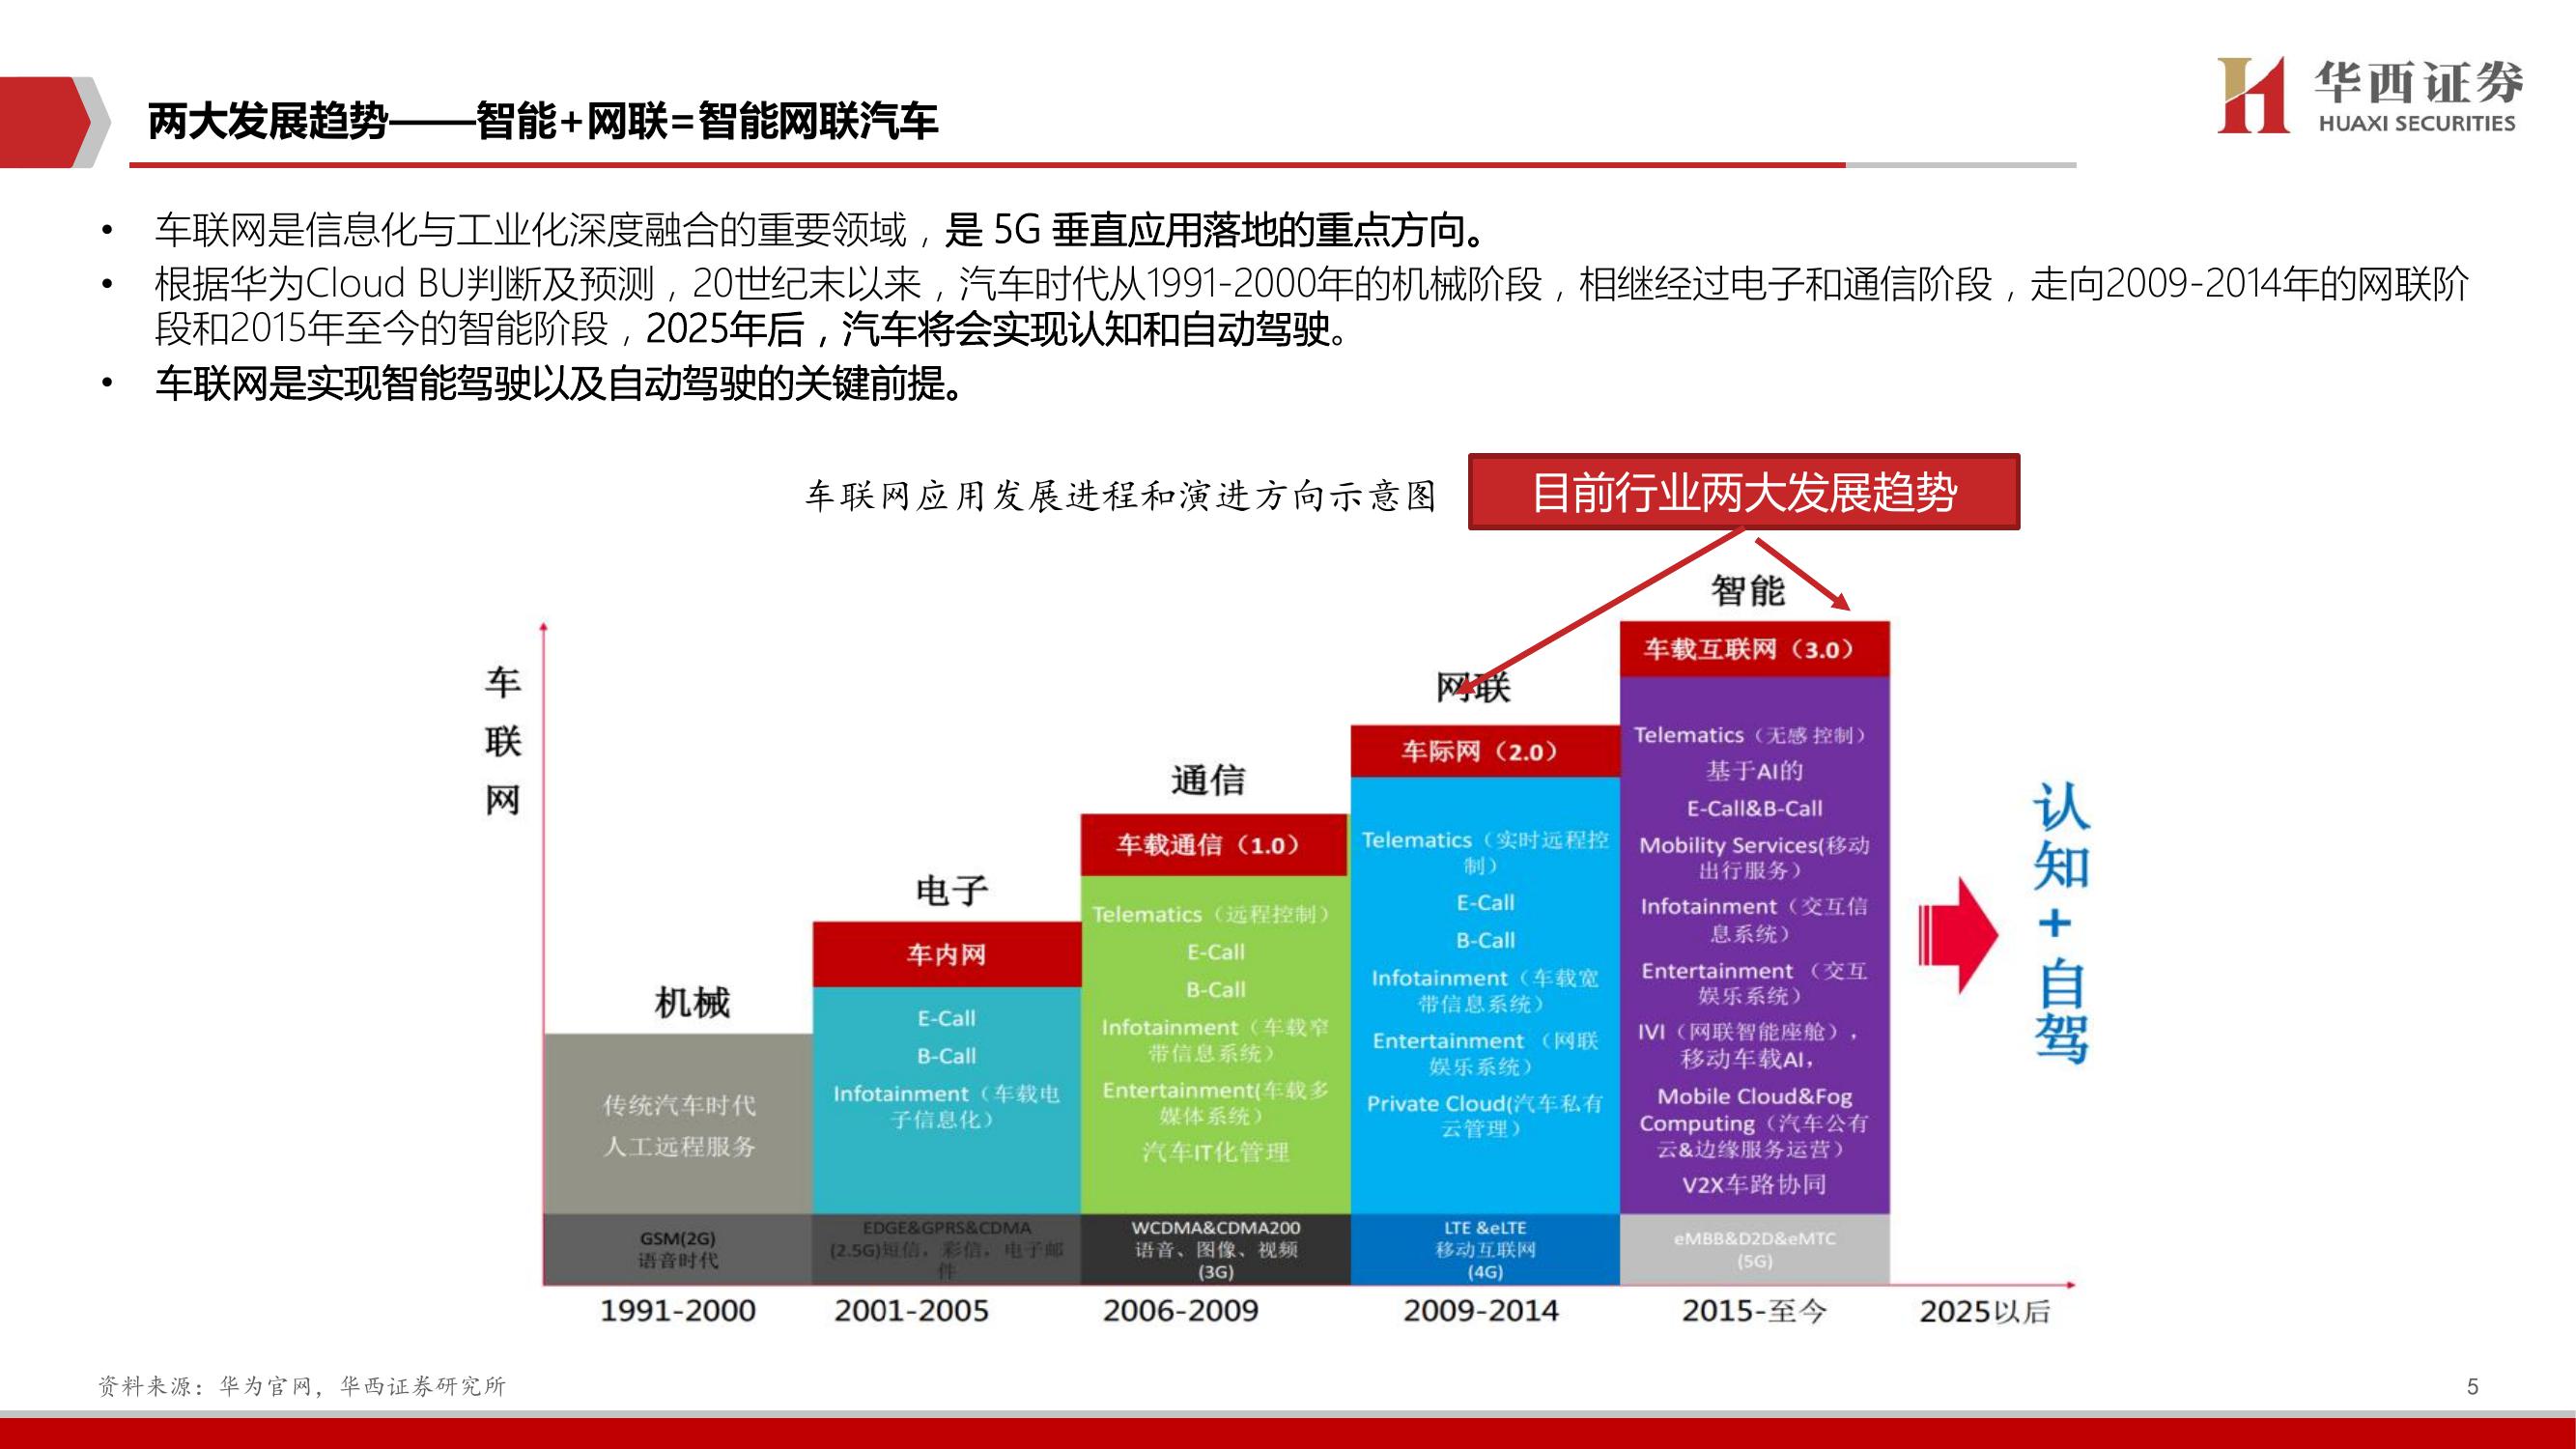 两大发展趋势——智能+网联=智能网联汽车
华西证券
HUAXI SECURITIES
• 车联网是信息化与工业化深度融合的重要领域，是 5G 垂直应用落地的重点方向。
• 根据华为Cloud BU判断及预测，20世纪末以来，汽车时代从1991-2000年的机械阶段，相继经过电子和通信阶段，走向2009-2014年的网联阶
段和2015年至今的智能阶段，2025年后，汽车将会实现认知和自动驾驶。
• 车联网是实现智能驾驶以及自动驾驶的关键前提。
车联网应用发展进程和演进方向示意图
目前行业两大发展趋势
车
联
网
机械
传统汽车时代
人工远程服务
GSM(2G)
语音时代
1991-2000
电子
车内网
E-Call
B-Call
Infotainment（车载电
子信息化）
EDGE&GPRS&CDMA
(2.5G)短信，彩信，电子邮
件
2001-2005
通信
车载通信（1.0）
Telematics（远程控制）
E-Call
B-Call
Infotainment（车载窄
带信息系统）
Entertainment(车载多
媒体系统）
汽车IT化管理
WCDMA&CDMA200
语音、图像、视频
(3G)
2006-2009
网联
车际网（2.0）
Telematics（实时远程控
制）
E-Call
B-Call
Infotainment（车载宽
带信息系统）
Entertainment （网联
娱乐系统）
Private Cloud(汽车私有
云管理）
LTE &eLTE
移动互联网
(4G)
2009-2014
智能
车载互联网（3.0）
Telematics（无感 控制）
基于AI的
E-Call&B-Call
Mobility Services(移动
出行服务）
Infotainment（交互信
息系统）
Entertainment （交互
娱乐系统）
IVI（网联智能座舱），
移动车载AI，
Mobile Cloud&Fog
Computing（汽车公有
云&边缘服务运营）
V2X车路协同
eMBB&D2D&eMTC
(5G)
2015-至今
认
知
+
自
驾
2025以后
资料来源：华为官网，华西证券研究所
5